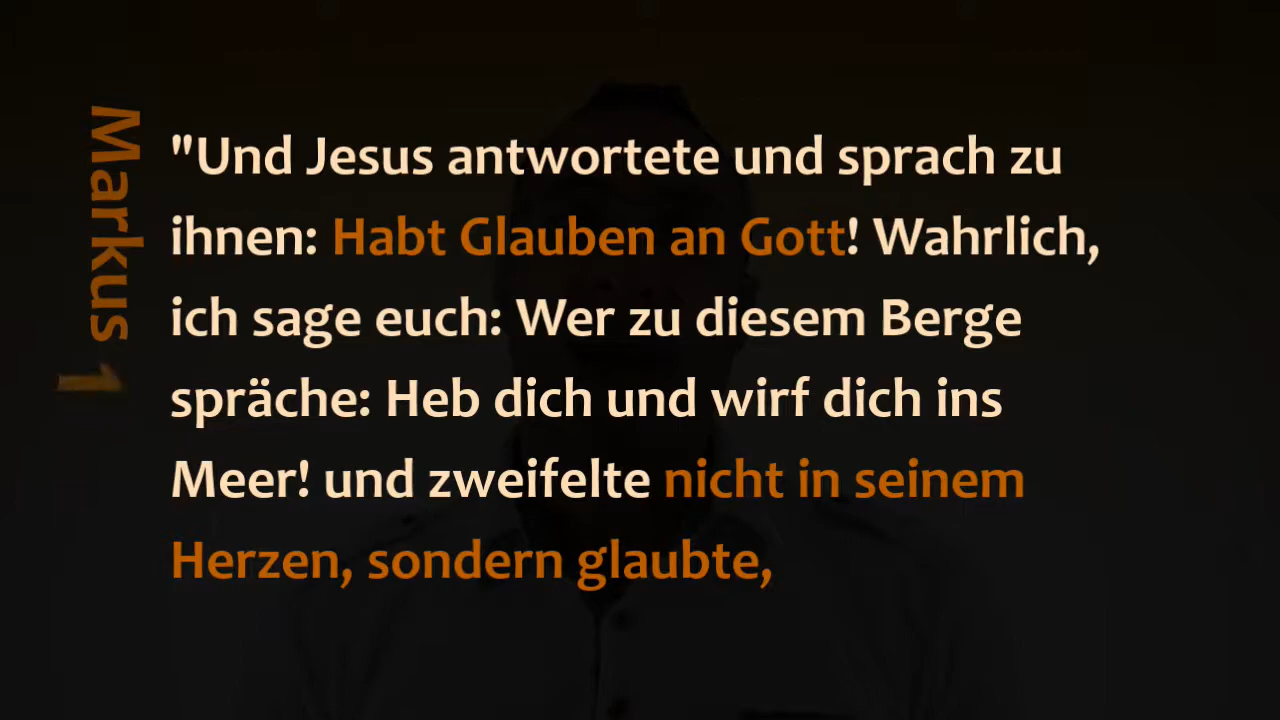 Markus 1
"Und Jesus antwortete und sprach zu
ihnen: Habt Glauben an Gott! Wahrlich,
ich sage euch: Wer zu diesem Berge
spräche: Heb dich und wirf dich ins
Meer! und zweifelte nicht in seinem
Herzen, sondern glaubte,